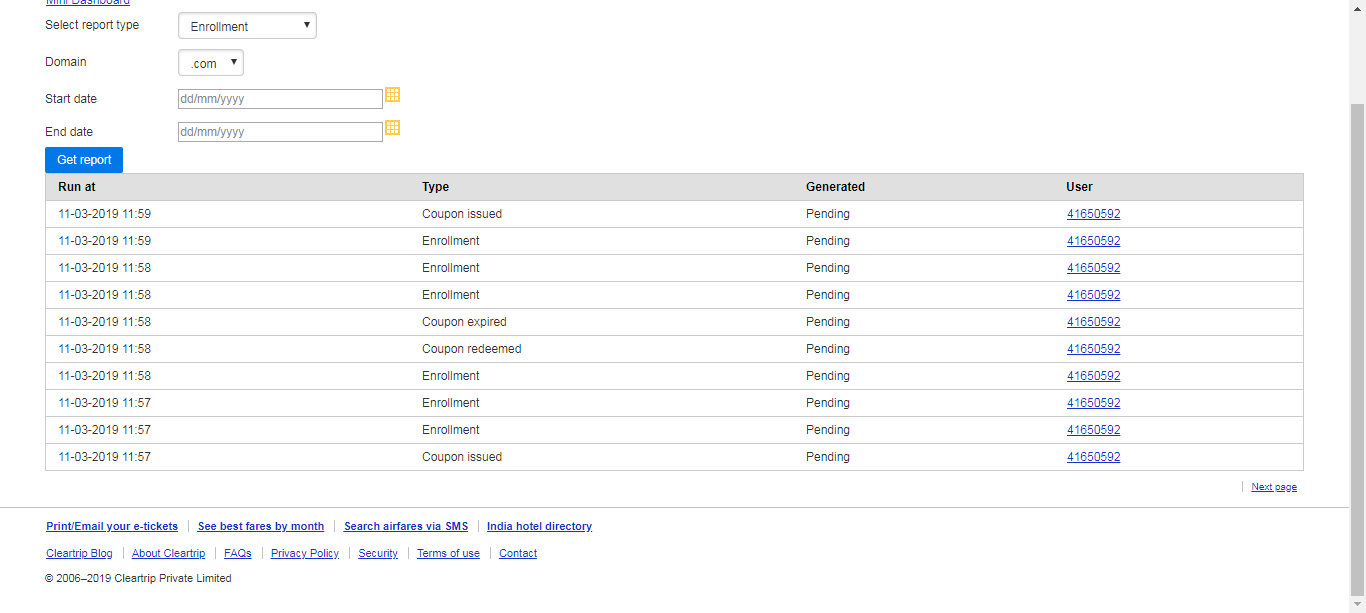 Mini Dashboard
Select report type Enrollment
Domain .com
Start date dd/mm/yyyy
End date dd/mm/yyyy
Get report
Run at Type Generated User
11-03-2019 11:59 Coupon issued Pending 41650592
11-03-2019 11:59 Enrollment Pending 41650592
11-03-2019 11:58 Enrollment Pending 41650592
11-03-2019 11:58 Enrollment Pending 41650592
11-03-2019 11:58 Coupon expired Pending 41650592
11-03-2019 11:58 Coupon redeemed Pending 41650592
11-03-2019 11:58 Enrollment Pending 41650592
11-03-2019 11:57 Enrollment Pending 41650592
11-03-2019 11:57 Enrollment Pending 41650592
11-03-2019 11:57 Coupon issued Pending 41650592
Next page
Print/Email your e-tickets See best fares by month Search airfares via SMS India hotel directory
Cleartrip Blog About Cleartrip FAQs Privacy Policy Security Terms of use Contact
© 2006–2019 Cleartrip Private Limited